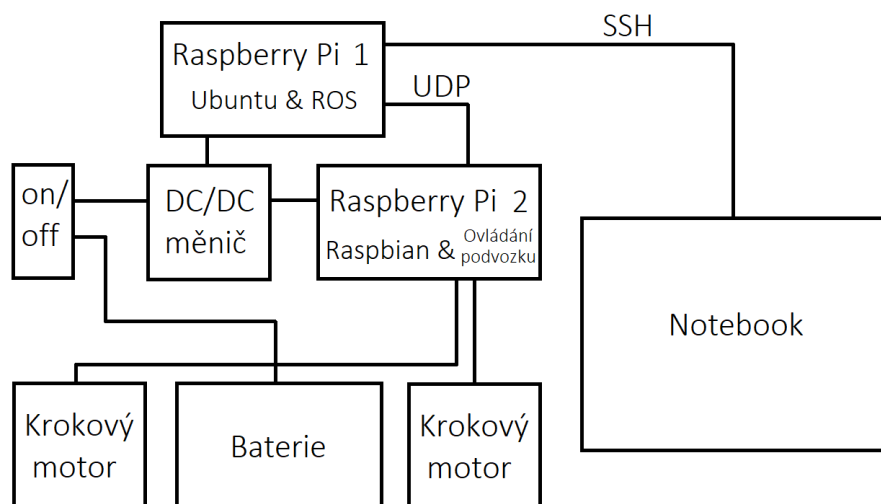 SSH
Raspberry Pi 1
Ubuntu & ROS
UDP
on/
off
DC/DC
měnič
Raspberry Pi 2
Raspbian & Ovládání
podvozku
Notebook
Krokový
motor
Baterie
Krokový
motor